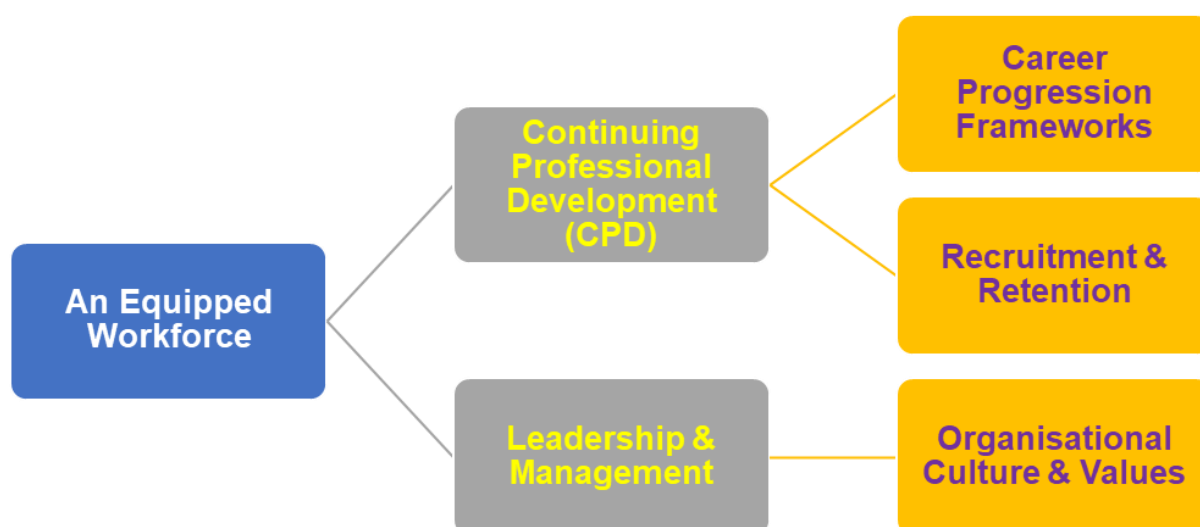 An Equipped
Workforce
Continuing
Professional
Development
(CPD)
Leadership &
Management
Career
Progression
Frameworks
Recruitment &
Retention
Organisational
Culture & Values